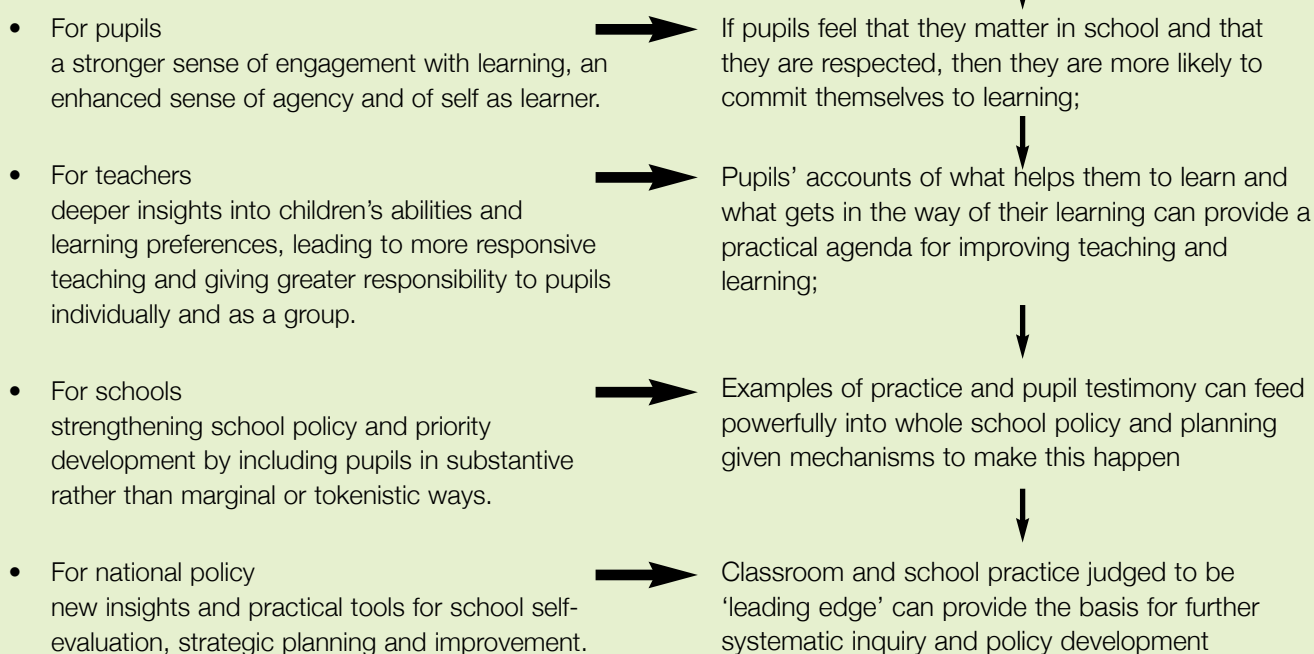 • For pupils
a stronger sense of engagement with learning, an
enhanced sense of agency and of self as learner.
If pupils feel that they matter in school and that
they are respected, then they are more likely to
commit themselves to learning;
• For teachers
deeper insights into children’s abilities and
learning preferences, leading to more responsive
teaching and giving greater responsibility to pupils
individually and as a group.
Pupils’ accounts of what helps them to learn and
what gets in the way of their learning can provide a
practical agenda for improving teaching and
learning;
• For schools
strengthening school policy and priority
development by including pupils in substantive
rather than marginal or tokenistic ways.
Examples of practice and pupil testimony can feed
powerfully into whole school policy and planning
given mechanisms to make this happen
• For national policy
new insights and practical tools for school self-
evaluation, strategic planning and improvement.
Classroom and school practice judged to be
‘leading edge’ can provide the basis for further
systematic inquiry and policy development